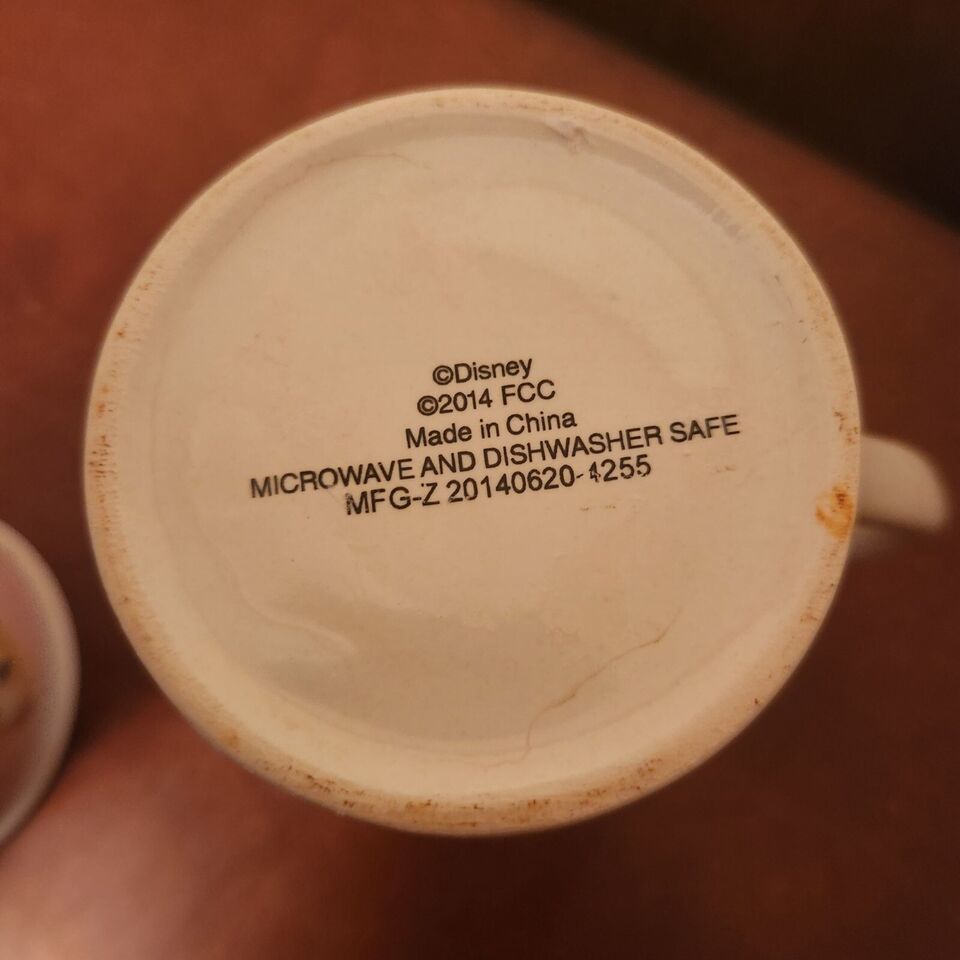 ©Disney
©2014 FCC
Made in China
MICROWAVE AND DISHWASHER SAFE
MFG-Z 20140620-4255